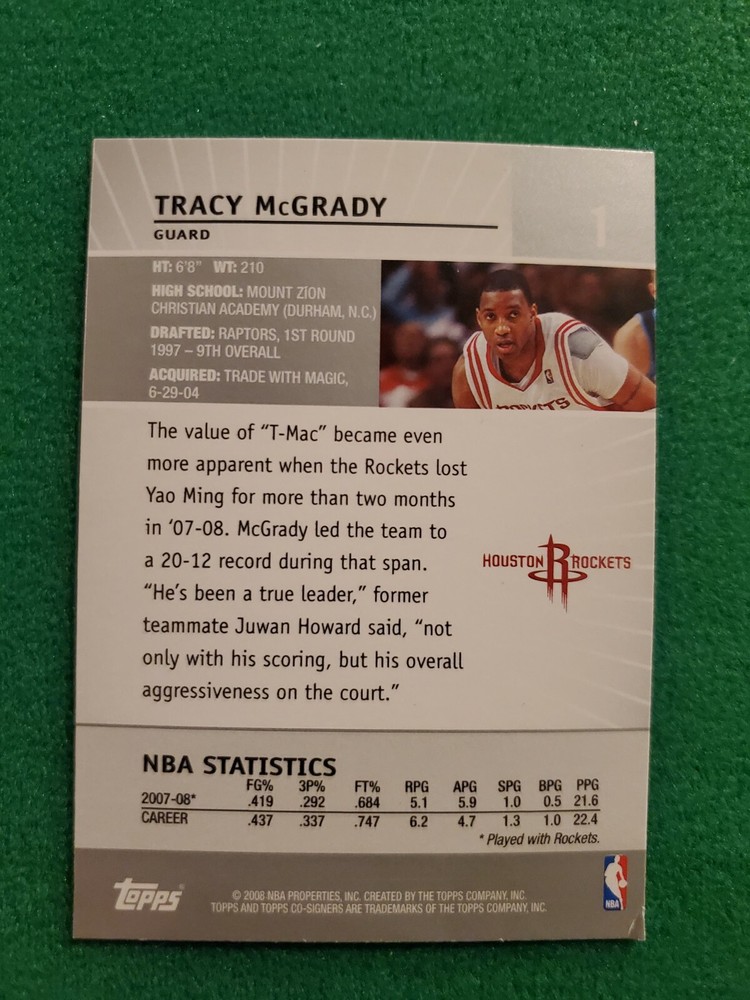 TRACY McGRADY
1
GUARD
HT: 6'8" WT: 210
HIGH SCHOOL: MOUNT ZION
CHRISTIAN ACADEMY (DURHAM, N.C.)
DRAFTED: RAPTORS, 1ST ROUND
1997 – 9TH OVERALL
ACQUIRED: TRADE WITH MAGIC,
6-29-04
ROCKETS
The value of "T-Mac" became even
more apparent when the Rockets lost
Yao Ming for more than two months
in '07-08. McGrady led the team to
a 20-12 record during that span.
"He's been a true leader," former
teammate Juwan Howard said, "not
only with his scoring, but his overall
aggressiveness on the court."
HOUSTON R ROCKETS
NBA STATISTICS
FG% 3P% FT% RPG APG SPG BPG PPG
2007-08* .419 .292 .684 5.1 5.9 1.0 0.5 21.6
CAREER .437 .337 .747 6.2 4.7 1.3 1.0 22.4
* Played with Rockets.
topps®
© 2008 NBA PROPERTIES, INC. CREATED BY THE TOPPS COMPANY, INC.
TOPPS AND TOPPS CO-SIGNERS ARE TRADEMARKS OF THE TOPPS COMPANY, INC.
NBA